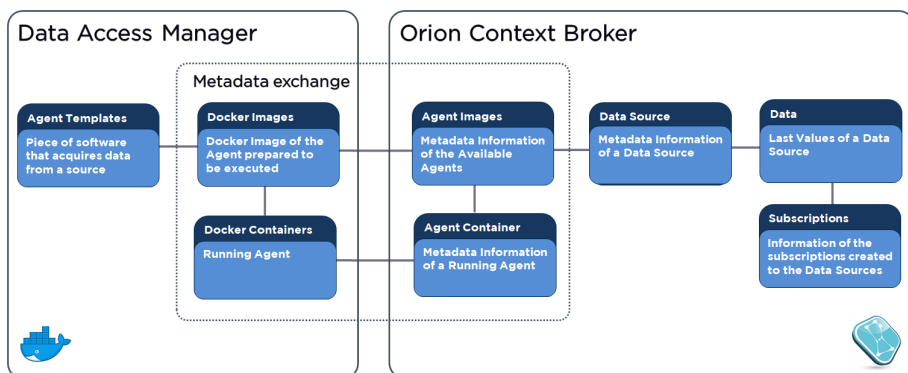 Data Access Manager
Orion Context Broker
Metadata exchange
Agent Templates
Piece of software
that acquires data
from a source
Docker Images
Docker Image of the
Agent prepared to
be executed
Agent Images
Metadata Information
of the Available
Agents
Data Source
Metadata Information
of a Data Source
Data
Last Values of a Data
Source
Docker Containers
Running Agent
Agent Container
Metadata Information
of a Running Agent
Subscriptions
Information of the
subscriptions created
to the Data Sources